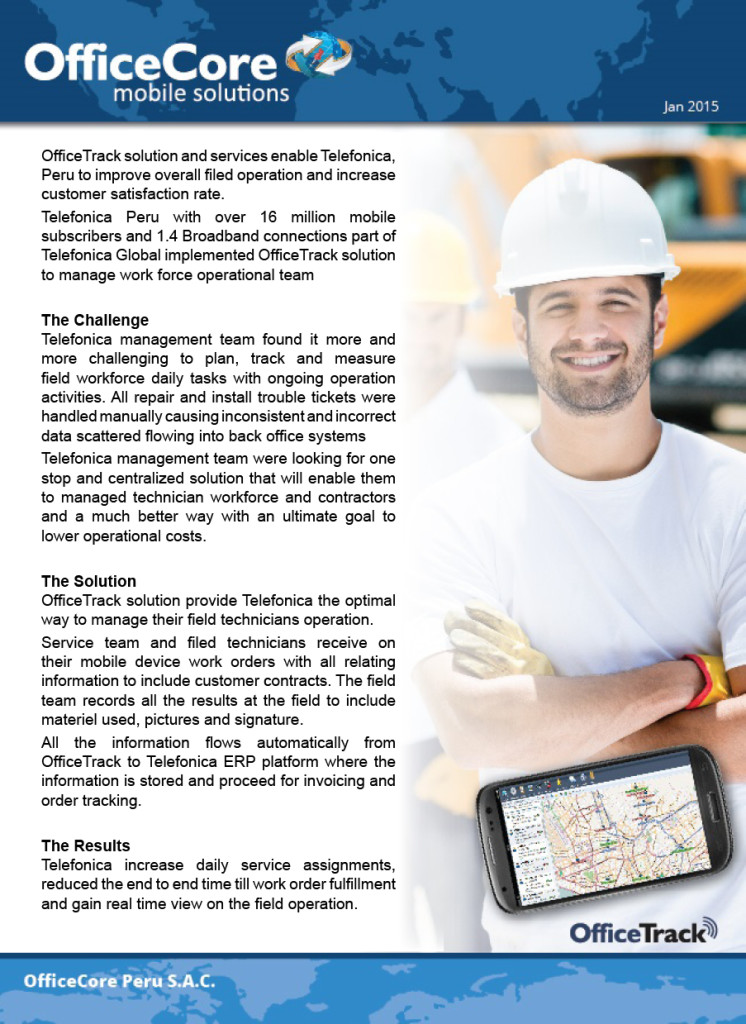 OfficeCore
mobile solutions
Jan 2015
OfficeTrack solution and services enable Telefonica,
Peru to improve overall filed operation and increase
customer satisfaction rate.
Telefonica Peru with over 16 million mobile
subscribers and 1.4 Broadband connections part of
Telefonica Global implemented OfficeTrack solution
to manage work force operational team
The Challenge
Telefonica management team found it more and
more challenging to plan, track and measure
field workforce daily tasks with ongoing operation
activities. All repair and install trouble tickets were
handled manually causing inconsistent and incorrect
data scattered flowing into back office systems
Telefonica management team were looking for one
stop and centralized solution that will enable them
to managed technician workforce and contractors
and a much better way with an ultimate goal to
lower operational costs.
The Solution
OfficeTrack solution provide Telefonica the optimal
way to manage their field technicians operation.
Service team and filed technicians receive on
their mobile device work orders with all relating
information to include customer contracts. The field
team records all the results at the field to include
materiel used, pictures and signature.
All the information flows automatically from
OfficeTrack to Telefonica ERP platform where the
information is stored and proceed for invoicing and
order tracking.
The Results
Telefonica increase daily service assignments,
reduced the end to end time till work order fulfillment
and gain real time view on the field operation.
OfficeTrack
OfficeCore Peru S.A.C.